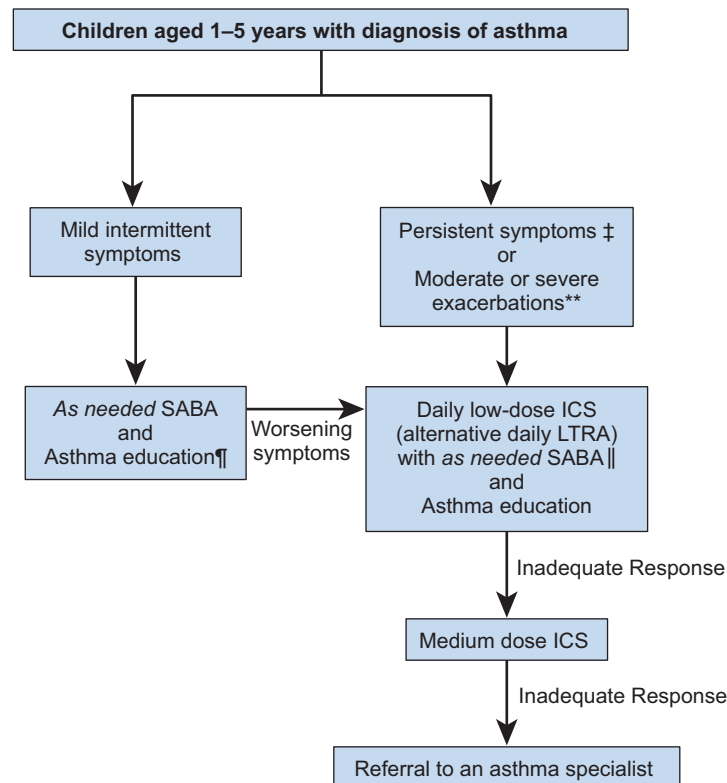 Children aged 1–5 years with diagnosis of asthma
Mild intermittent
symptoms
Persistent symptoms ‡
or
Moderate or severe
exacerbations**
As needed SABA
and
Asthma education¶
Worsening
symptoms
Daily low-dose ICS
(alternative daily LTRA)
with as needed SABA||
and
Asthma education
Inadequate Response
Medium dose ICS
Inadequate Response
Referral to an asthma specialist